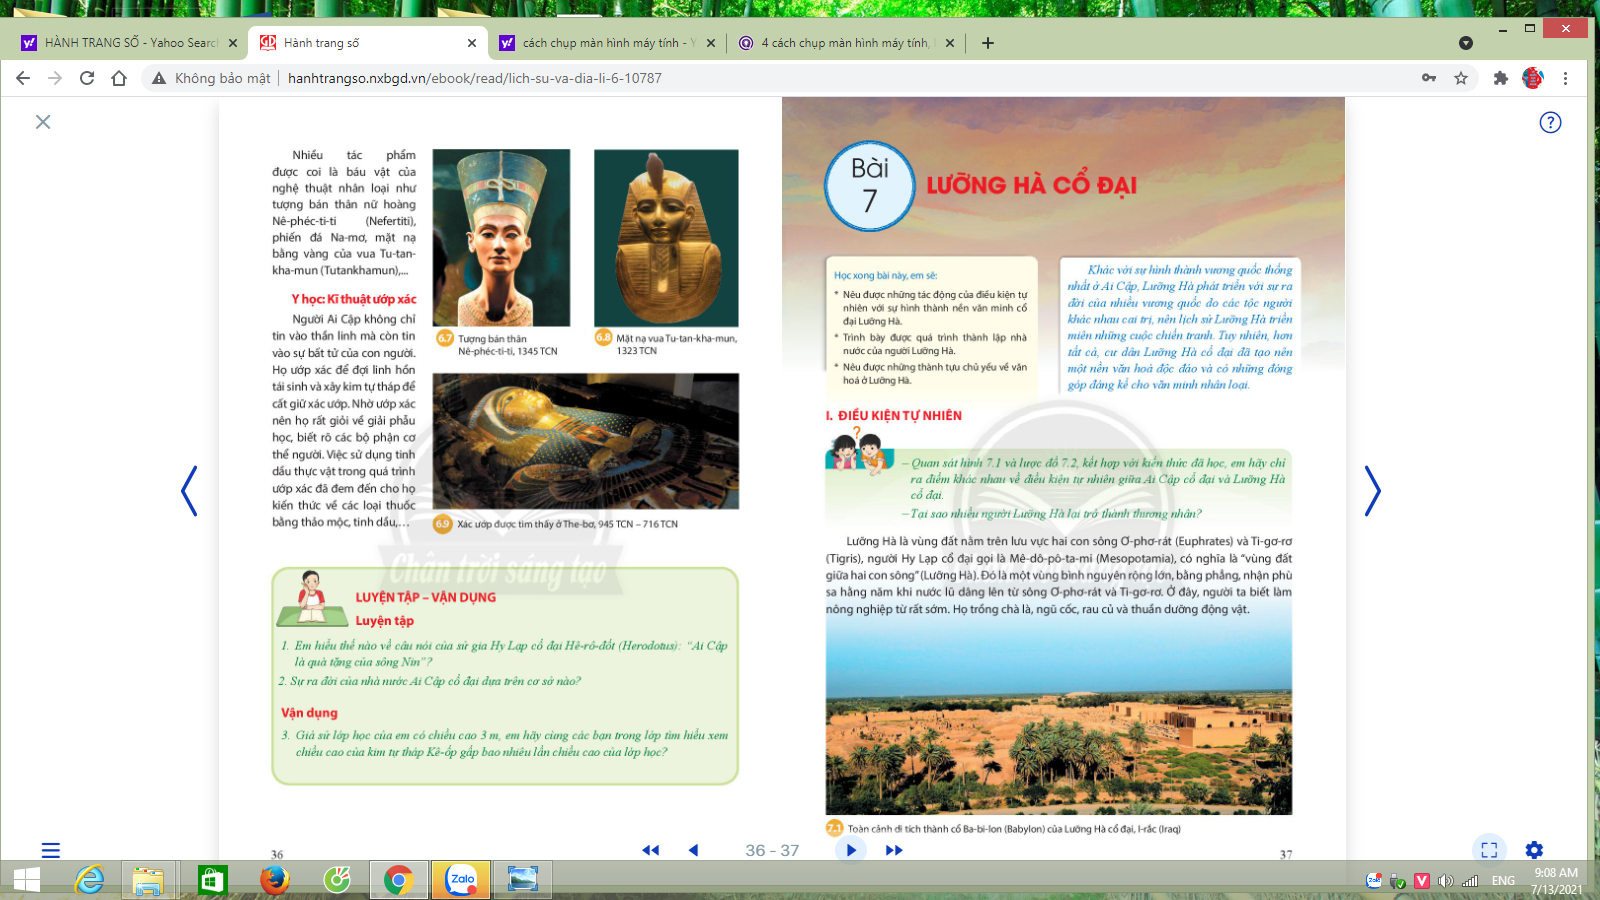 HÀNH TRANG SỐ - Yahoo Searc
Hành trang số
cách chụp màn hình máy tính - Y
4 cách chụp màn hình máy tính,
Không bảo mật
hanhtrangso.nxbgd.vn/ebook/read/lich-su-va-dia-li-6-10787
Nhiều tác phẩm
được coi là báu vật của
nghệ thuật nhân loại như
tượng bán thân nữ hoàng
Nê-phéc-ti-ti (Nefertiti),
phiến đá Na-mơ, mặt nạ
bằng vàng của vua Tu-tan-
kha-mun (Tutankhamun),...
Y học: Kĩ thuật ướp xác
Người Ai Cập không chỉ
tin vào thần linh mà còn tin
vào sự bất tử của con người.
Họ ướp xác để đợi linh hồn
tái sinh và xây kim tự tháp để
cất giữ xác ướp. Nhờ ướp xác
nên họ rất giỏi về giải phẫu
học, biết rõ các bộ phận cơ
thể người. Việc sử dụng tinh
dầu thực vật trong quá trình
ướp xác đã đem đến cho họ
kiến thức về các loại thuốc
bằng thảo mộc, tinh dầu,...
6.7 Tượng bán thân
Nê-phéc-ti-ti, 1345 TCN
6.8 Mặt nạ vua Tu-tan-kha-mun,
1323 TCN
6.9 Xác ướp được tìm thấy ở The-bơ, 945 TCN – 716 TCN
Chân trời sáng tạo
LUYỆN TẬP – VẬN DỤNG
Luyện tập
1. Em hiểu thế nào về câu nói của sử gia Hy Lạp cổ đại Hê-rô-đốt (Herodotus): “Ai Cập
là quà tặng của sông Nin”?
2. Sự ra đời của nhà nước Ai Cập cổ đại dựa trên cơ sở nào?
Vận dụng
3. Giả sử lớp học của em có chiều cao 3 m, em hãy cùng các bạn trong lớp tìm hiểu xem
chiều cao của kim tự tháp Kê-ốp gấp bao nhiêu lần chiều cao của lớp học?
36
Bài
7
LƯỠNG HÀ CỔ ĐẠI
Học xong bài này, em sẽ:
* Nêu được những tác động của điều kiện tự
nhiên với sự hình thành nền văn minh cổ
đại Lưỡng Hà.
* Trình bày được quá trình thành lập nhà
nước của người Lưỡng Hà.
* Nêu được những thành tựu chủ yếu về văn
hoá ở Lưỡng Hà.
Khác với sự hình thành vương quốc thống
nhất ở Ai Cập, Lưỡng Hà phát triển với sự ra
đời của nhiều vương quốc do các tộc người
khác nhau cai trị, nên lịch sử Lưỡng Hà triền
miên những cuộc chiến tranh. Tuy nhiên, hơn
tất cả, cư dân Lưỡng Hà cổ đại đã tạo nên
một nền văn hoá độc đáo và có những đóng
góp đáng kể cho văn minh nhân loại.
I. ĐIỀU KIỆN TỰ NHIÊN
– Quan sát hình 7.1 và lược đồ 7.2, kết hợp với kiến thức đã học, em hãy chỉ
ra điểm khác nhau về điều kiện tự nhiên giữa Ai Cập cổ đại và Lưỡng Hà
cổ đại.
– Tại sao nhiều người Lưỡng Hà lại trở thành thương nhân?
Lưỡng Hà là vùng đất nằm trên lưu vực hai con sông Ơ-phơ-rát (Euphrates) và Ti-gơ-rơ
(Tigris), người Hy Lạp cổ đại gọi là Mê-dô-pô-ta-mi (Mesopotamia), có nghĩa là “vùng đất
giữa hai con sông” (Lưỡng Hà). Đó là một vùng bình nguyên rộng lớn, bằng phẳng, nhận phù
sa hằng năm khi nước lũ dâng lên từ sông Ơ-phơ-rát và Ti-gơ-rơ. Ở đây, người ta biết làm
nông nghiệp từ rất sớm. Họ trồng chà là, ngũ cốc, rau củ và thuần dưỡng động vật.
7.1 Toàn cảnh di tích thành cổ Ba-bi-lon (Babylon) của Lưỡng Hà cổ đại, I-rắc (Iraq)
37
36 - 37
Zalo
ENG
9:08 AM
7/13/2021